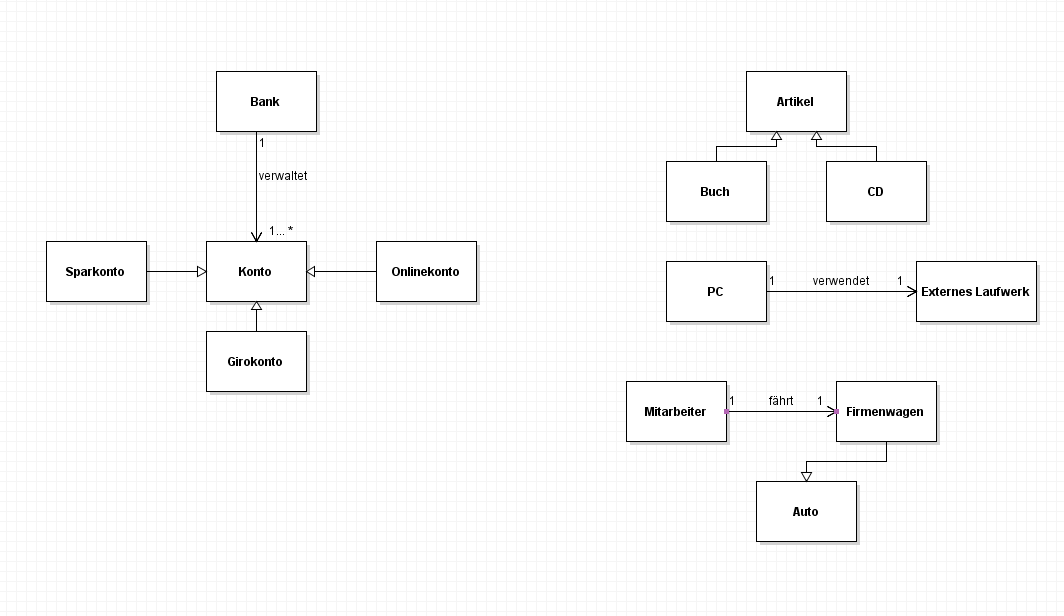 Bank
1
verwaltet
1... *
Sparkonto
Konto
Onlinekonto
Girokonto
Artikel
Buch
CD
PC
1
verwendet
1
Externes Laufwerk
Mitarbeiter
1
fährt
1
Firmenwagen
Auto